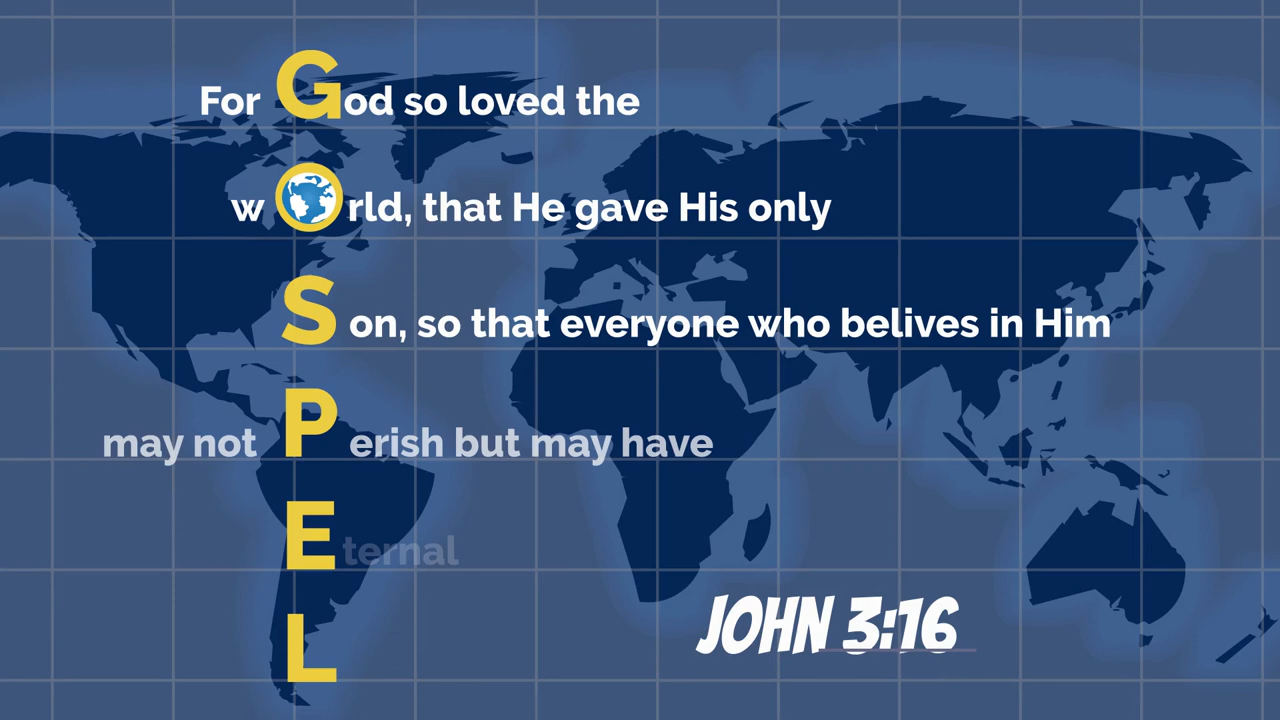 For God so loved the
world, that He gave His only
Son, so that everyone who belives in Him
may not Perish but may have
Eternal
L
JOHN 3:16